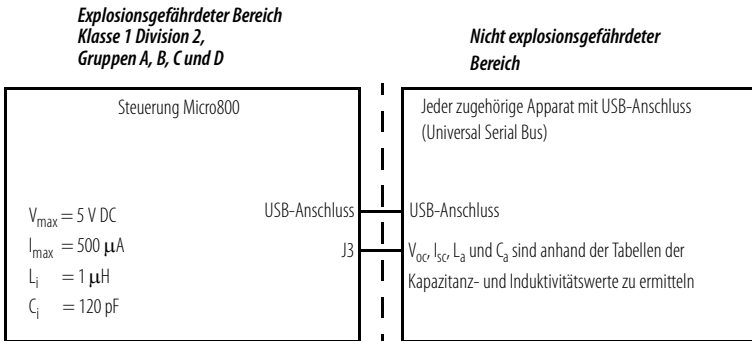 Explosionsgefährdeter Bereich
Klasse 1 Division 2,
Gruppen A, B, C und D
Nicht explosionsgefährdeter
Bereich
Steuerung Micro800
Jeder zugehörige Apparat mit USB-Anschluss
(Universal Serial Bus)
USB-Anschluss
USB-Anschluss
J3
Vmax = 5 V DC
Imax = 500 µA
Li = 1 µH
Ci = 120 pF
Voc, Isc, La und Ca sind anhand der Tabellen der
Kapazitanz- und Induktivitätswerte zu ermitteln